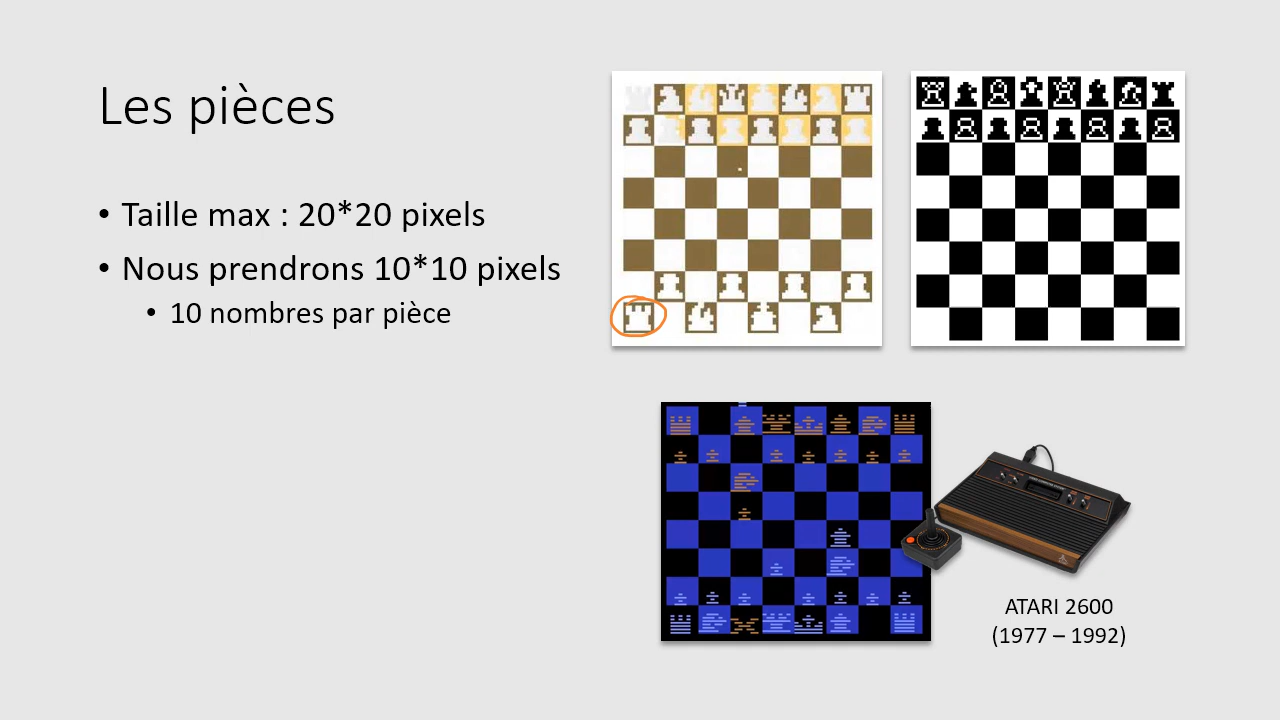 Les pièces
• Taille max : 20*20 pixels
• Nous prendrons 10*10 pixels
• 10 nombres par pièce
ATARI 2600
(1977 – 1992)